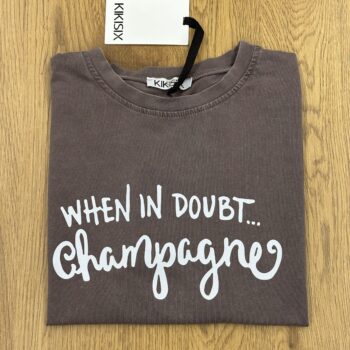 KIKISIX
KIKISIX
WHEN IN DOUBT...
Champagne